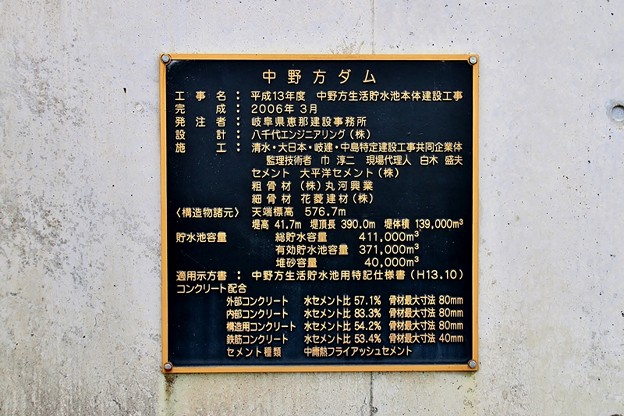 中野方ダム
工事名：平成13年度 中野方生活貯水池本体建設工事
完成：2006年3月
発注者：岐阜県恵那建設事務所
設計：八千代エンジニアリング(株)
施工：清水・大日本・岐建・中島特定建設工事共同企業体
監理技術者 巾 淳二 現場代理人 白木 盛夫
セメント 太平洋セメント(株)
粗骨材 (株)丸河興業
細骨材 花菱建材(株)
〈構造物諸元〉 天端標高 576.7m
堤高 41.7m 堤頂長 390.0m 堤体積 139,000m³
貯水池容量 総貯水容量 411,000m³
有効貯水容量 371,000m³
堆砂容量 40,000m³
適用示方書：中野方生活貯水池用特記仕様書(H13.10)
コンクリート配合
外部コンクリート 水セメント比 57.1% 骨材最大寸法 80mm
内部コンクリート 水セメント比 83.3% 骨材最大寸法 80mm
構造用コンクリート 水セメント比 54.2% 骨材最大寸法 80mm
鉄筋コンクリート 水セメント比 53.4% 骨材最大寸法 40mm
セメント種類 中庸熱フライアッシュセメント